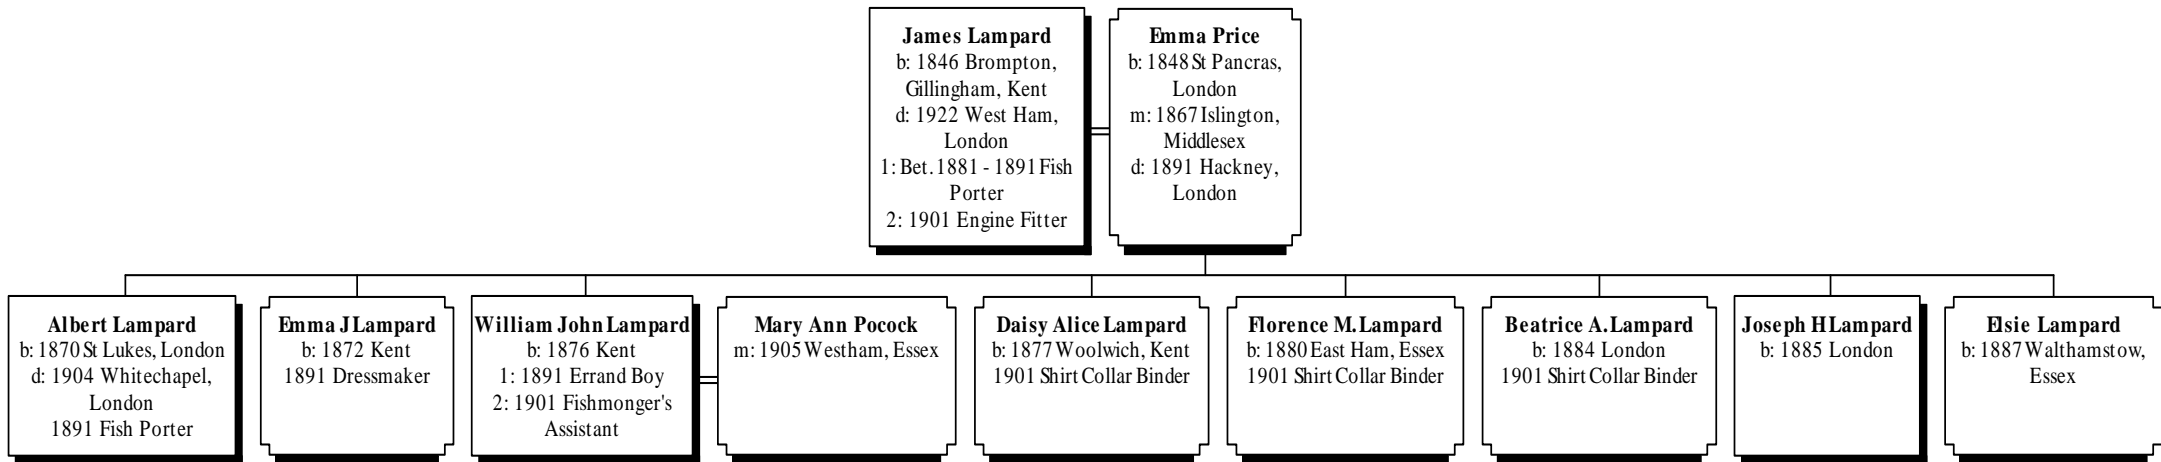 James Lampard
b: 1846 Brompton,
Gillingham, Kent
d: 1922 West Ham,
London
1: Bet. 1881 - 1891 Fish
Porter
2: 1901 Engine Fitter
Emma Price
b: 1848 St Pancras,
London
m: 1867 Islington,
Middlesex
d: 1891 Hackney,
London
Albert Lampard
b: 1870 St Lukes, London
d: 1904 Whitechapel,
London
1891 Fish Porter
Emma J Lampard
b: 1872 Kent
1891 Dressmaker
William John Lampard
b: 1876 Kent
1: 1891 Errand Boy
2: 1901 Fishmonger's
Assistant
Mary Ann Pocock
m: 1905 Westham, Essex
Daisy Alice Lampard
b: 1877 Woolwich, Kent
1901 Shirt Collar Binder
Florence M. Lampard
b: 1880 East Ham, Essex
1901 Shirt Collar Binder
Beatrice A. Lampard
b: 1884 London
1901 Shirt Collar Binder
Joseph H Lampard
b: 1885 London
Elsie Lampard
b: 1887 Walthamstow,
Essex